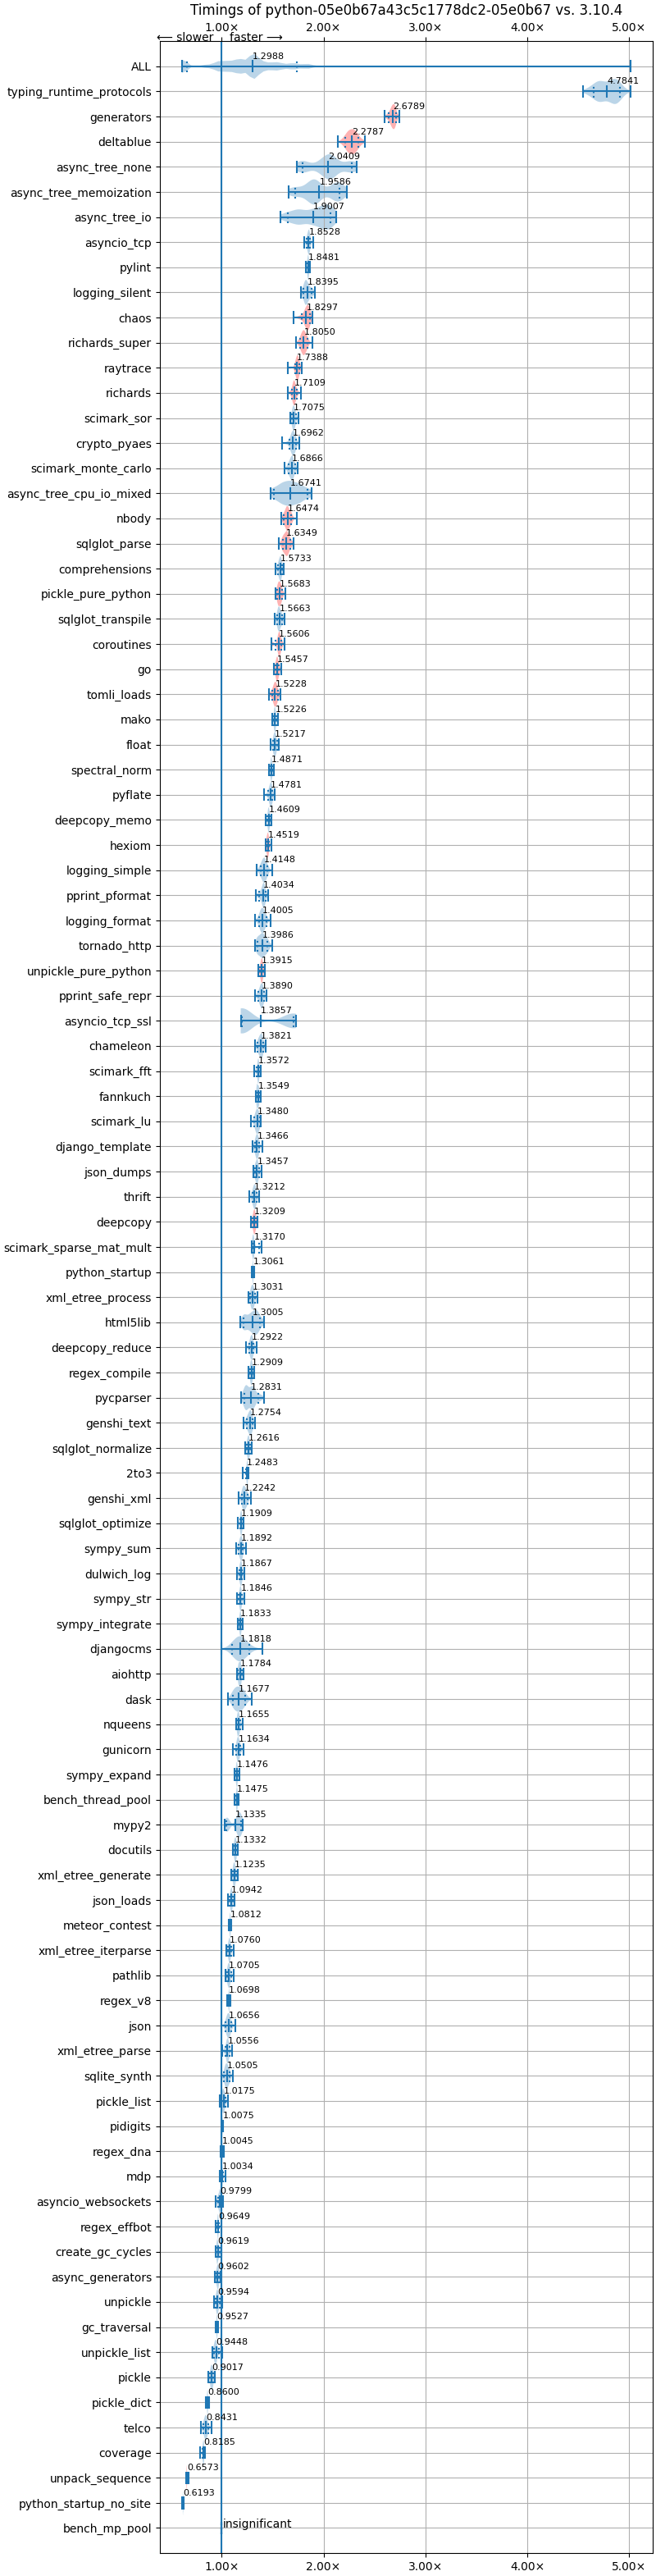 Timings of python-05e0b67a43c5c1778dc2-05e0b67 vs. 3.10.4
1.00× 2.00× 3.00× 4.00× 5.00×
⟵ slower faster ⟶
ALL 1.2988
typing_runtime_protocols 4.7841
generators 2.6789
deltablue 2.2787
async_tree_none 2.0409
async_tree_memoization 1.9586
async_tree_io 1.9007
asyncio_tcp 1.8528
pylint 1.8481
logging_silent 1.8395
chaos 1.8297
richards_super 1.8050
raytrace 1.7388
richards 1.7109
scimark_sor 1.7075
crypto_pyaes 1.6962
scimark_monte_carlo 1.6866
async_tree_cpu_io_mixed 1.6741
nbody 1.6474
sqlglot_parse 1.6349
comprehensions 1.5733
pickle_pure_python 1.5683
sqlglot_transpile 1.5663
coroutines 1.5606
go 1.5457
tomli_loads 1.5228
mako 1.5226
float 1.5217
spectral_norm 1.4871
pyflate 1.4781
deepcopy_memo 1.4609
hexiom 1.4519
logging_simple 1.4148
pprint_pformat 1.4034
logging_format 1.4005
tornado_http 1.3986
unpickle_pure_python 1.3915
pprint_safe_repr 1.3890
asyncio_tcp_ssl 1.3857
chameleon 1.3821
scimark_fft 1.3572
fannkuch 1.3549
scimark_lu 1.3480
django_template 1.3466
json_dumps 1.3457
thrift 1.3212
deepcopy 1.3209
scimark_sparse_mat_mult 1.3170
python_startup 1.3061
xml_etree_process 1.3031
html5lib 1.3005
deepcopy_reduce 1.2922
regex_compile 1.2909
pycparser 1.2831
genshi_text 1.2754
sqlglot_normalize 1.2616
2to3 1.2483
genshi_xml 1.2242
sqlglot_optimize 1.1909
sympy_sum 1.1892
dulwich_log 1.1867
sympy_str 1.1846
sympy_integrate 1.1833
djangocms 1.1818
aiohttp 1.1784
dask 1.1677
nqueens 1.1655
gunicorn 1.1634
sympy_expand 1.1476
bench_thread_pool 1.1475
mypy2 1.1335
docutils 1.1332
xml_etree_generate 1.1235
json_loads 1.0942
meteor_contest 1.0812
xml_etree_iterparse 1.0760
pathlib 1.0705
regex_v8 1.0698
json 1.0656
xml_etree_parse 1.0556
sqlite_synth 1.0505
pickle_list 1.0175
pidigits 1.0075
regex_dna 1.0045
mdp 1.0034
asyncio_websockets 0.9799
regex_effbot 0.9649
create_gc_cycles 0.9619
async_generators 0.9602
unpickle 0.9594
gc_traversal 0.9527
unpickle_list 0.9448
pickle 0.9017
pickle_dict 0.8600
telco 0.8431
coverage 0.8185
unpack_sequence 0.6573
python_startup_no_site 0.6193
bench_mp_pool insignificant
1.00× 2.00× 3.00× 4.00× 5.00×